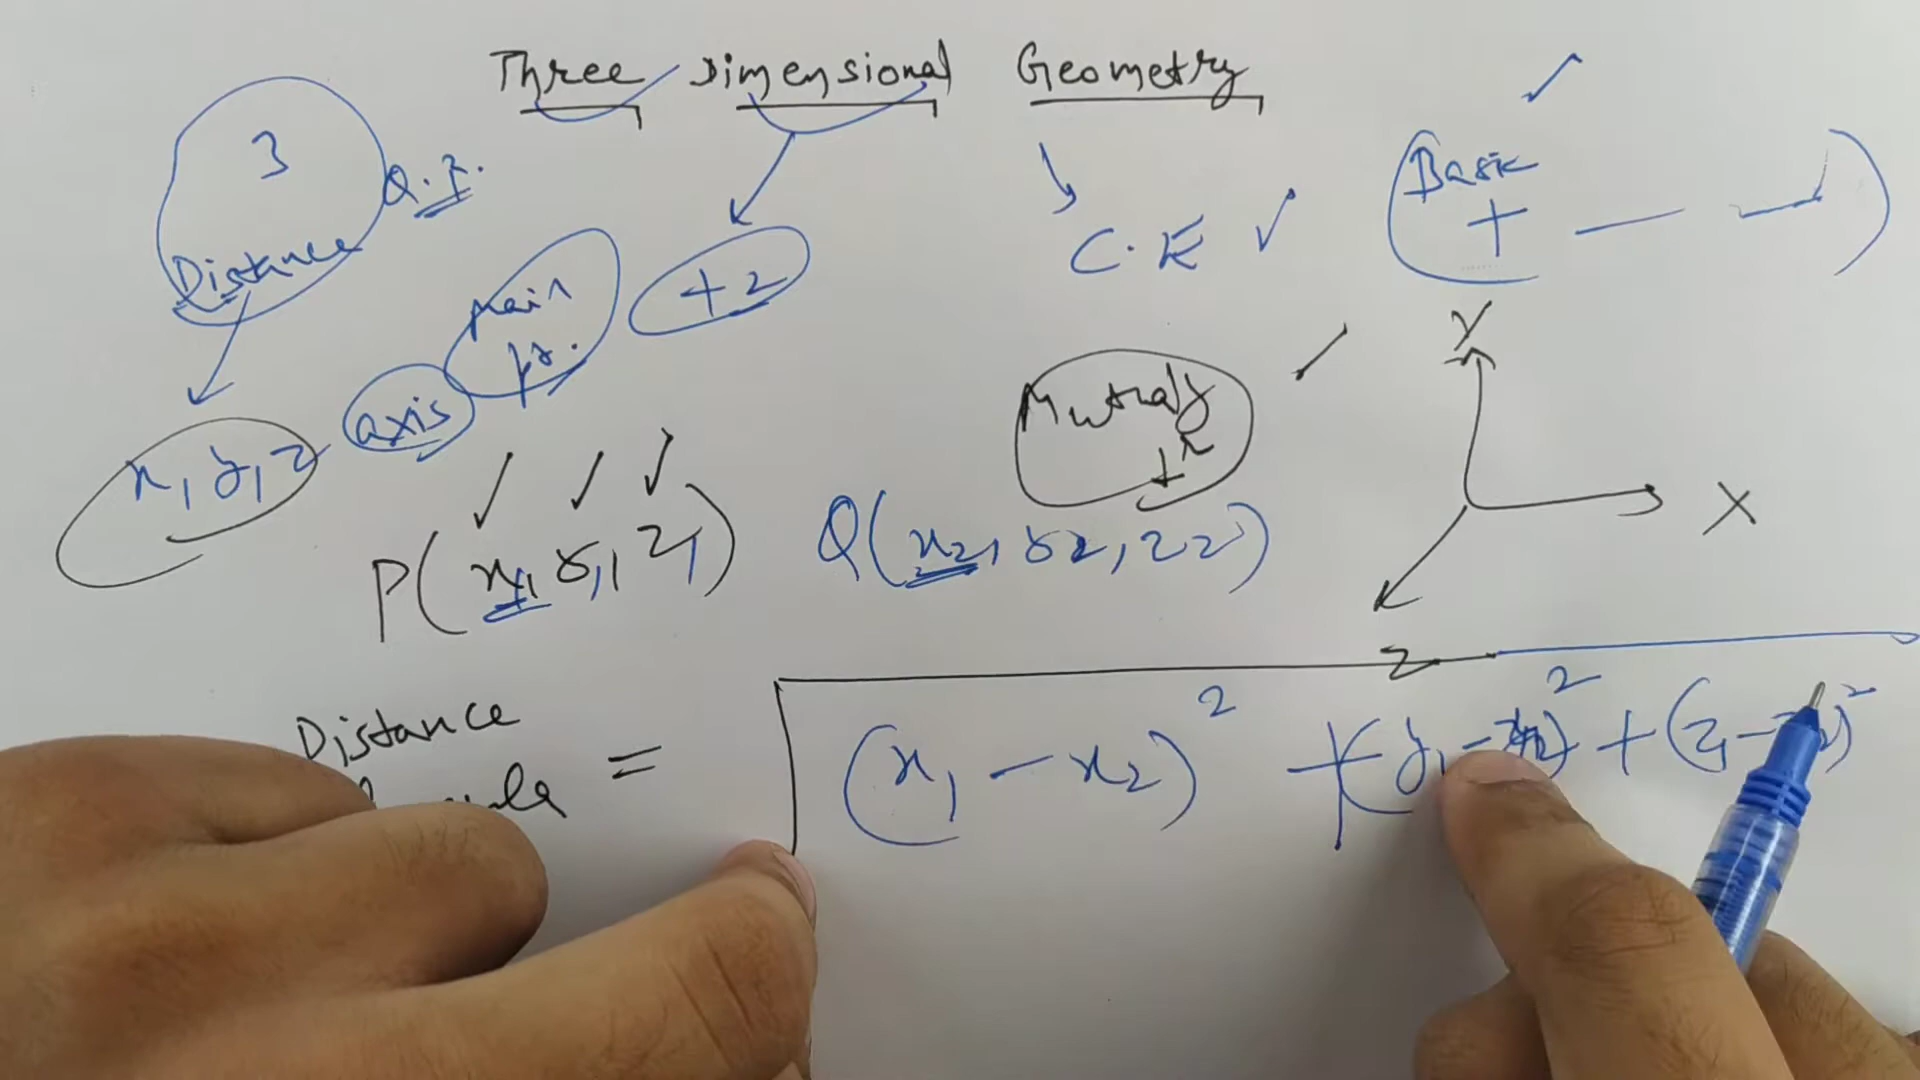 Three Dimensional Geometry
3
Distance
Q.
Basic
+
C. E
+ 2
pt.
axis
x, y, z
Mutually
⊥r
Y
X
Z
P(x1, y1, z1) Q(x2, y2, z2)
Distance = √(x1 - x2)² + (y1 - y2)² + (z1 - z2)²